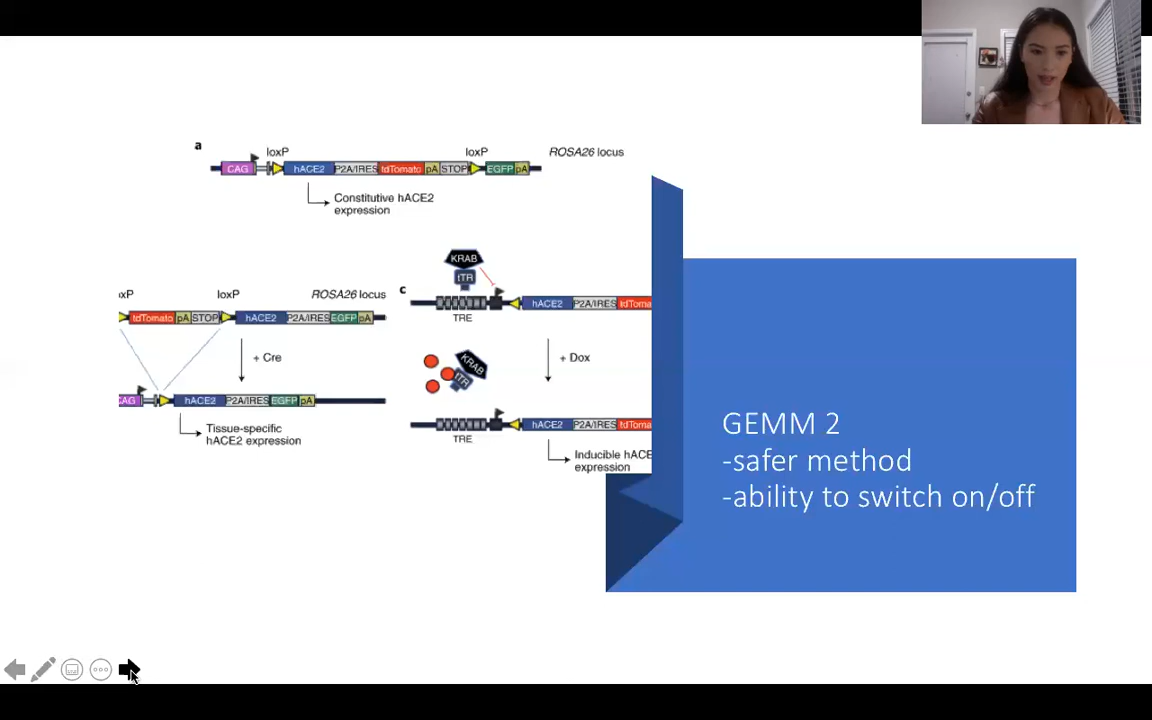 a
loxP
loxP
ROSA26 locus
CAG
hACE2
P2A/IRES
tdTomato
pA
STOP
EGFP
pA
Constitutive hACE2
expression
oxP
loxP
ROSA26 locus
tdTomato
pA
STOP
hACE2
P2A/IRES
EGFP
pA
+ Cre
CAG
hACE2
P2A/IRES
EGFP
pA
Tissue-specific
hACE2 expression
c
KRAB
tTR
hACE2
P2A/IRES
tdToma
TRE
KRAB
tTR
+ Dox
hACE2
P2A/IRES
tdToma
TRE
Inducible hACE
expression
GEMM 2
-safer method
-ability to switch on/off